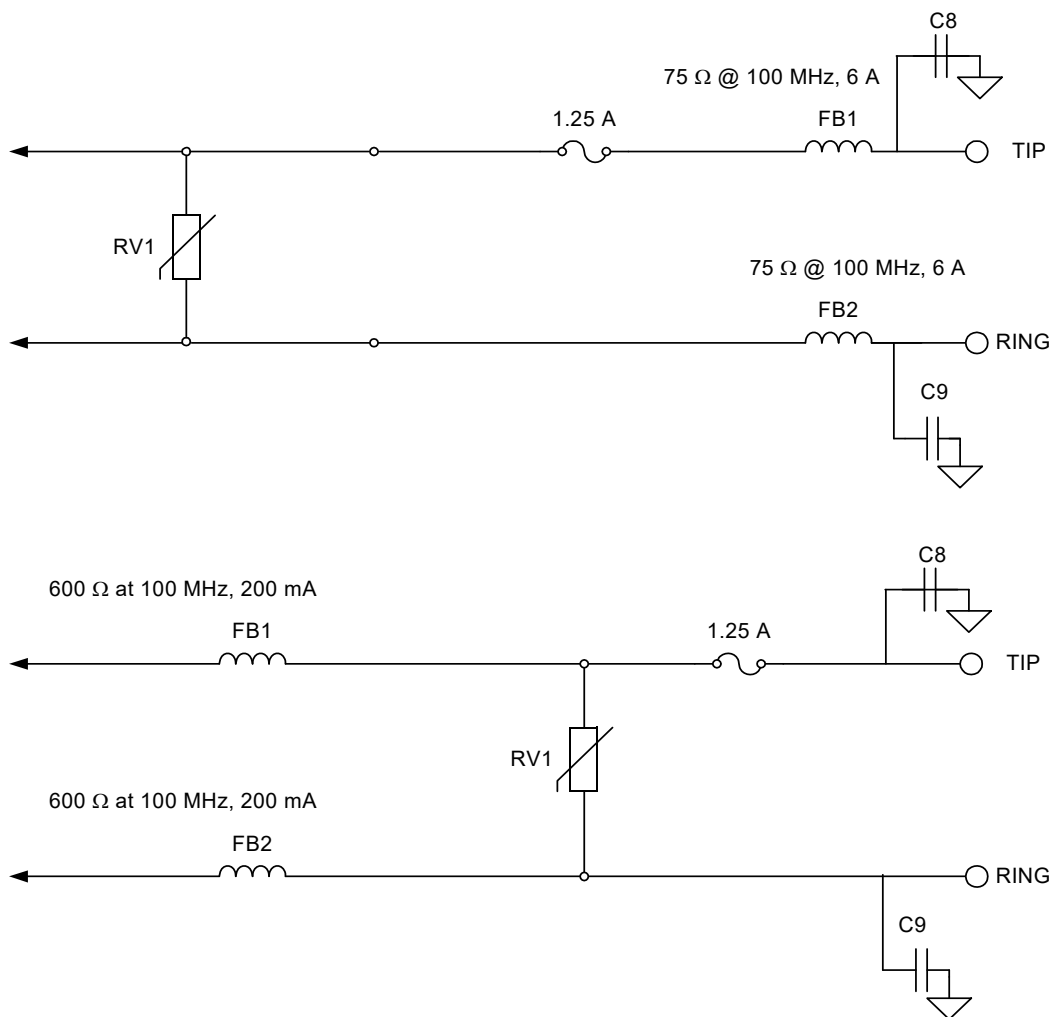 C8
75 Ω @ 100 MHz, 6 A
1.25 A
FB1
TIP
RV1
75 Ω @ 100 MHz, 6 A
FB2
RING
C9
C8
600 Ω at 100 MHz, 200 mA
FB1
1.25 A
TIP
RV1
600 Ω at 100 MHz, 200 mA
FB2
RING
C9